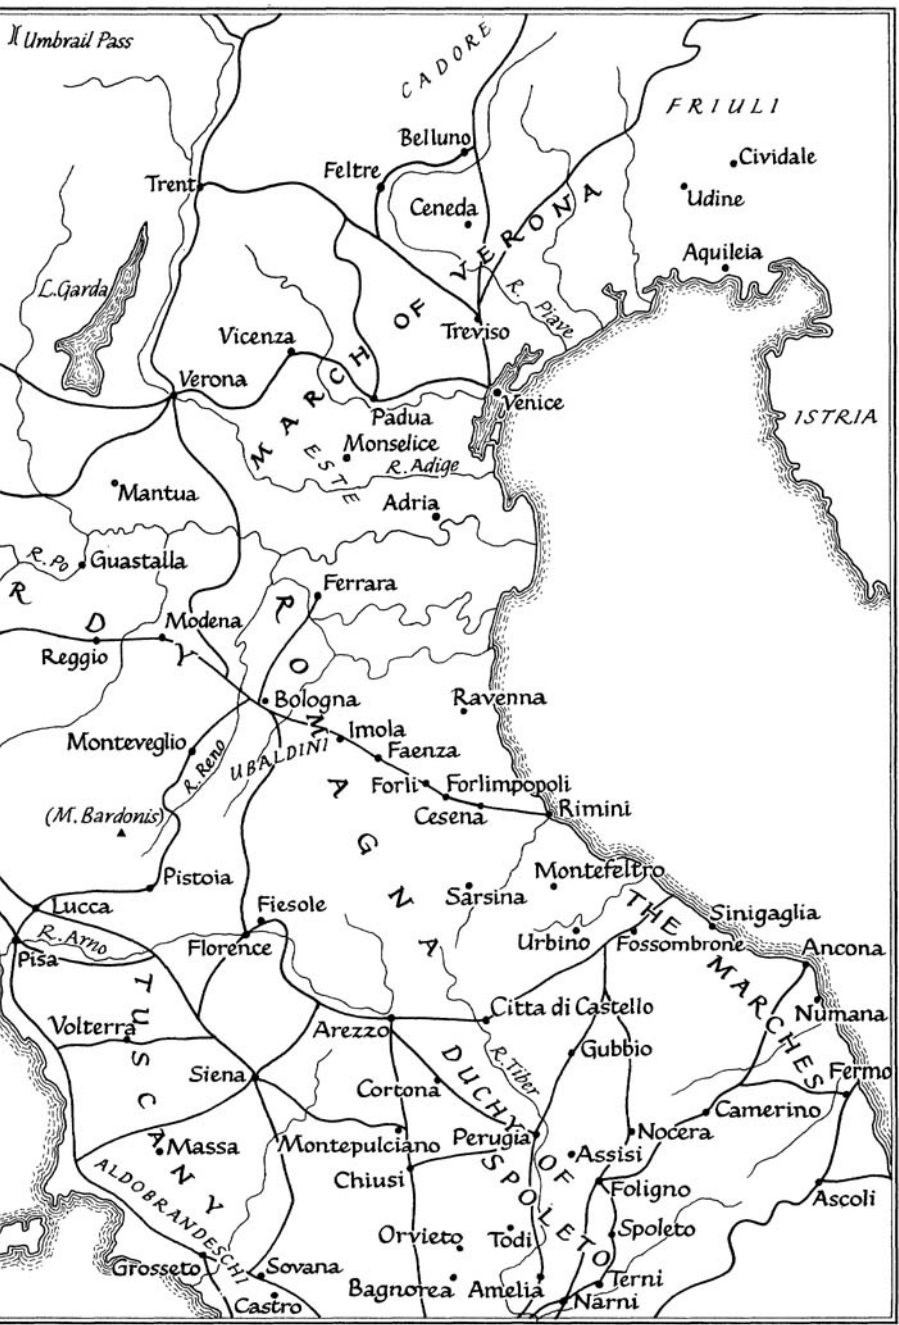 Umbrail Pass
CADORE
FRIULI
Belluno
Cividale
Feltre
Trent
Udine
Ceneda
MARCH OF VERONA
Aquileia
L.Garda
R. Piave
Treviso
Vicenza
Verona
Venice
Padua
ISTRIA
Monselice
ESTE
R. Adige
Mantua
Adria
R. Po
Guastalla
Ferrara
RDY
ROMAGNA
Modena
Reggio
Bologna
Ravenna
Imola
Monteveglio
R. Reno
UBALDINI
Faenza
Forli
Forlimpopoli
Cesena
Rimini
(M. Bardonis)
Montefeltro
Pistoia
Sarsina
Lucca
Fiesole
THE MARCHES
Sinigaglia
R. Arno
Florence
Urbino
Fossombrone
Pisa
Ancona
TUSCANY
Citta di Castello
Numana
Volterra
Arezzo
Gubbio
R. Tiber
Siena
DUCHY OF SPOLETO
Fermo
Cortona
Camerino
Massa
Montepulciano
Perugia
Nocera
Assisi
ALDOBRANDESCHI
Chiusi
Foligno
Ascoli
Orvieto
Todi
Spoleto
Grosseto
Sovana
Bagnorea
Amelia
Terni
Castro
Narni